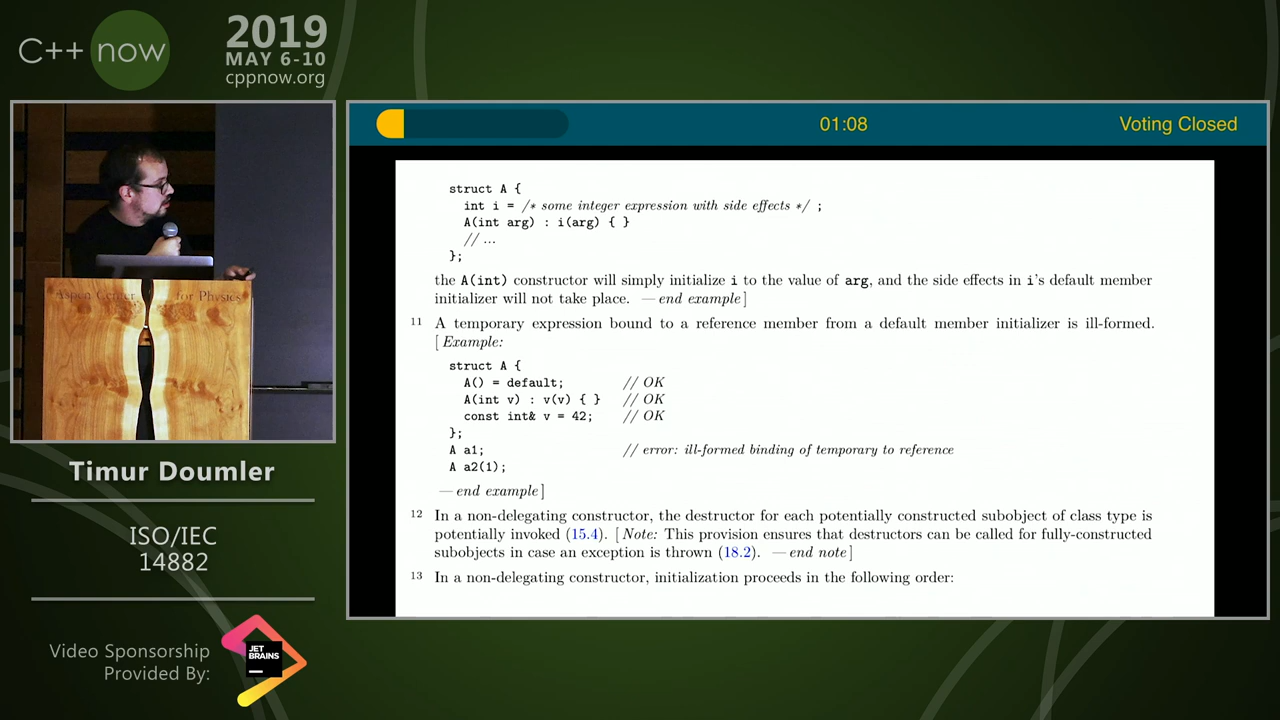 C++ now
2019
MAY 6-10
cppnow.org
Aspen Center for Physics
Timur Doumler
ISO/IEC
14882
Video Sponsorship
Provided By:
JET
BRAINS
01:08
Voting Closed
struct A {
int i = /* some integer expression with side effects */ ;
A(int arg) : i(arg) { }
// ...
};
the A(int) constructor will simply initialize i to the value of arg, and the side effects in i's default member
initializer will not take place. — end example ]
11 A temporary expression bound to a reference member from a default member initializer is ill-formed.
[ Example:
struct A {
A() = default; // OK
A(int v) : v(v) { } // OK
const int& v = 42; // OK
};
A a1; // error: ill-formed binding of temporary to reference
A a2(1);
— end example ]
12 In a non-delegating constructor, the destructor for each potentially constructed subobject of class type is
potentially invoked (15.4). [ Note: This provision ensures that destructors can be called for fully-constructed
subobjects in case an exception is thrown (18.2). — end note ]
13 In a non-delegating constructor, initialization proceeds in the following order: